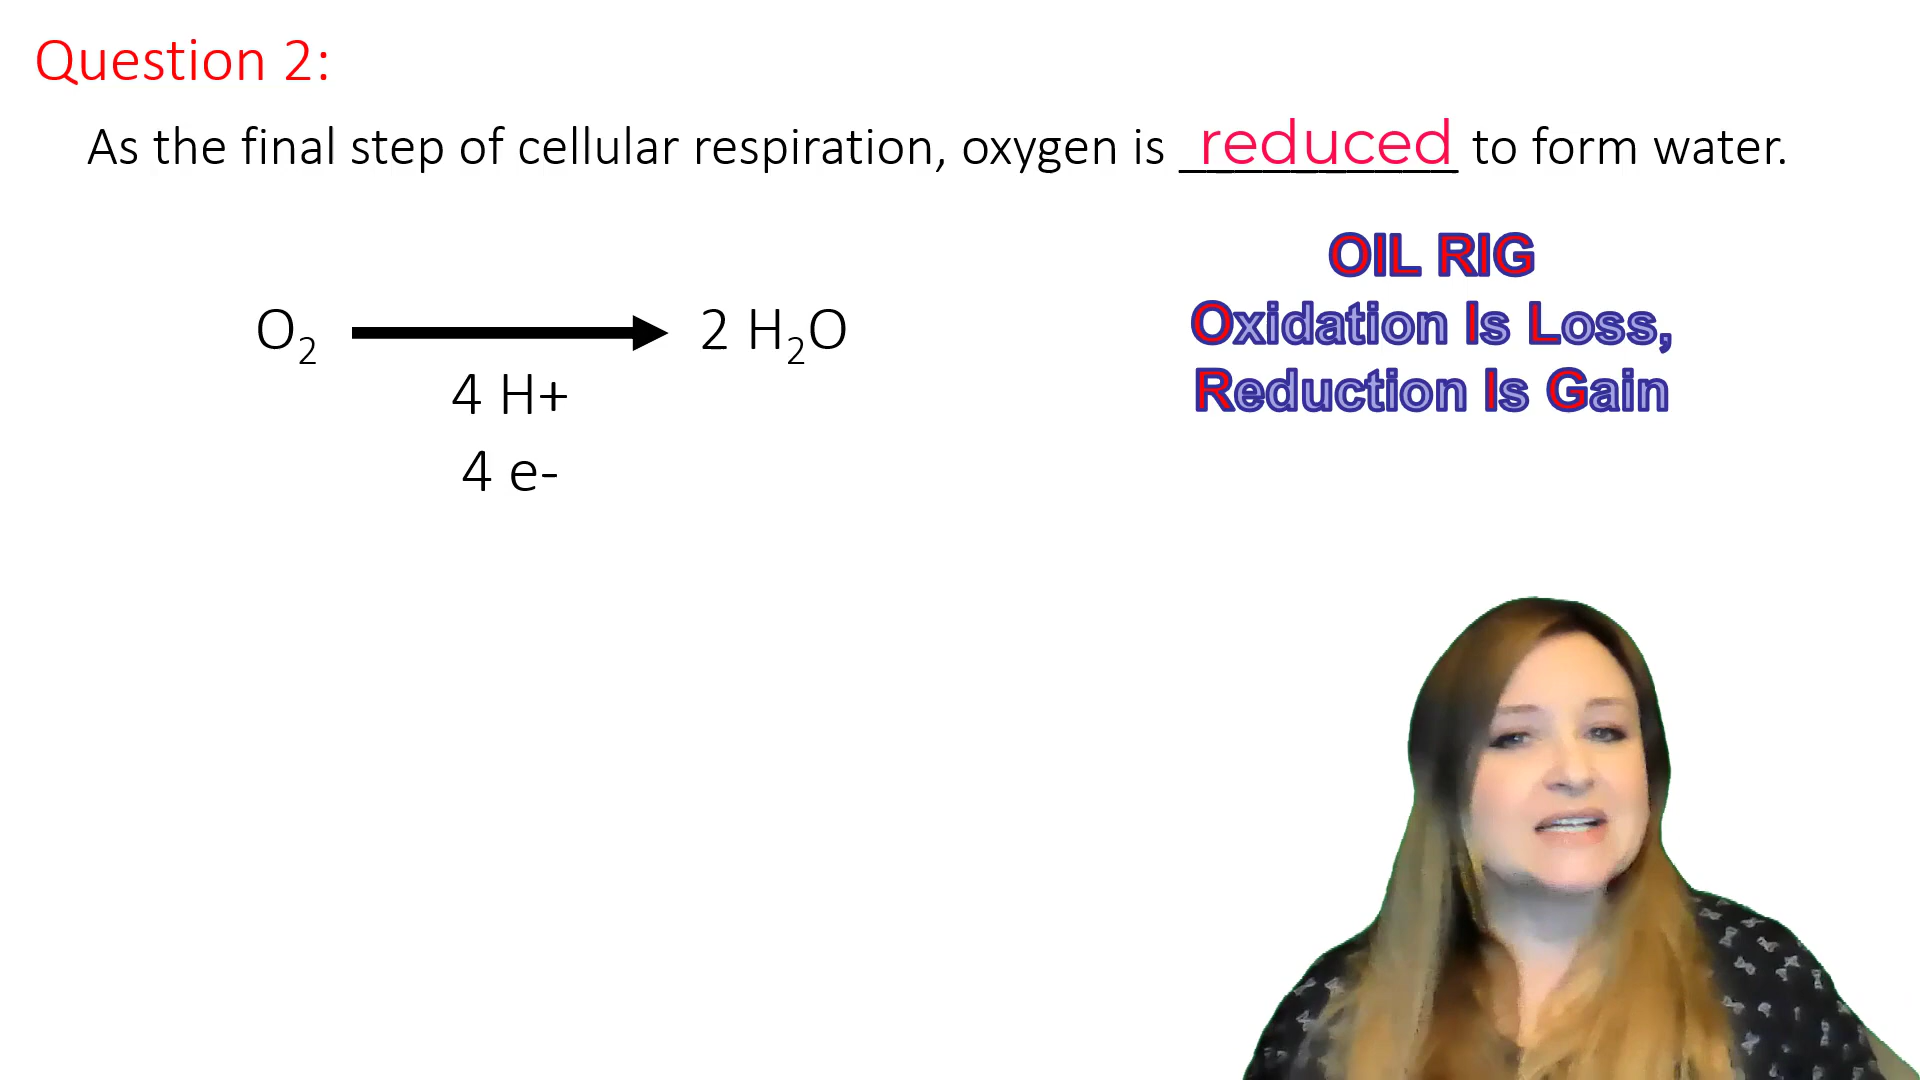 Question 2:
As the final step of cellular respiration, oxygen is reduced to form water.
OIL RIG
Oxidation Is Loss,
Reduction Is Gain
O₂ → 2 H₂O
4 H+
4 e-